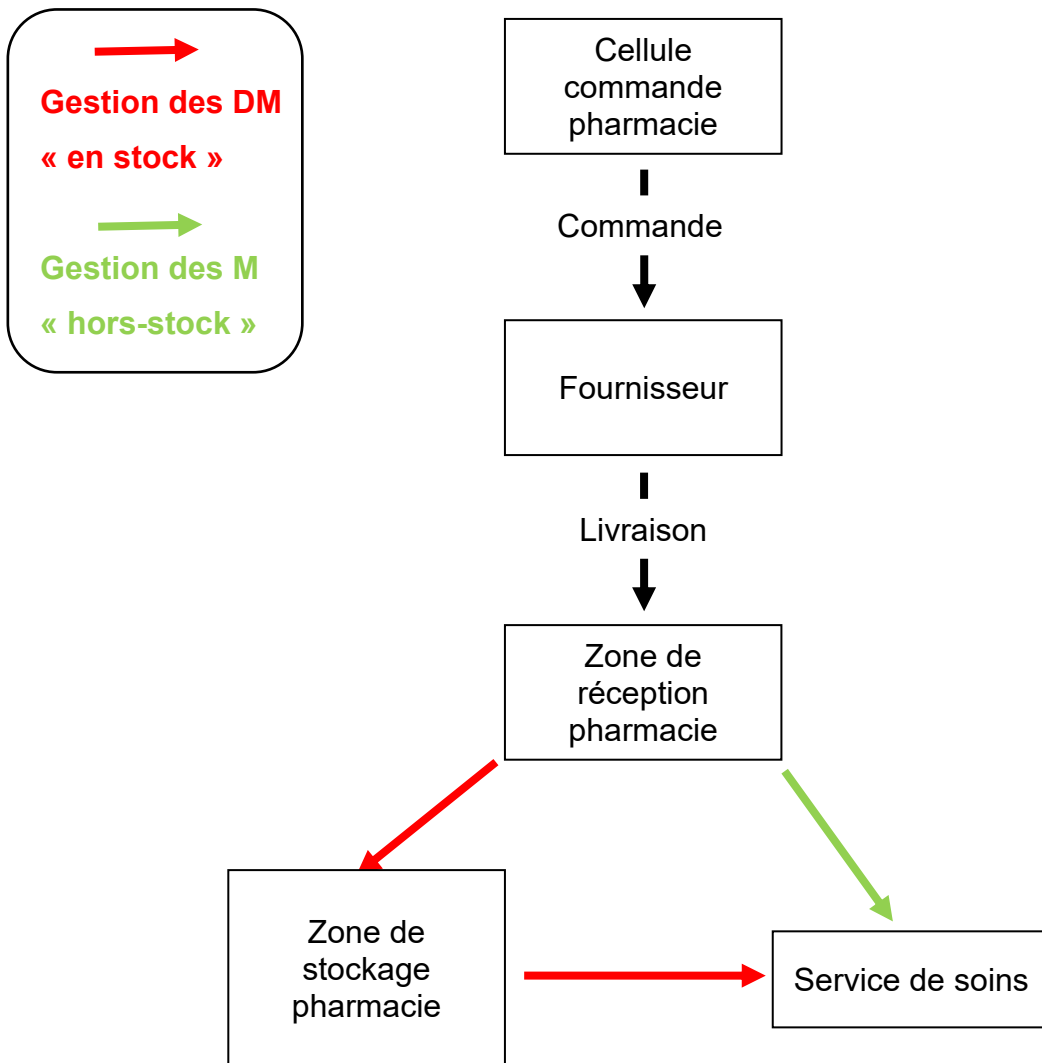 Gestion des DM
« en stock »
Gestion des M
« hors-stock »
Cellule
commande
pharmacie
Commande
Fournisseur
Livraison
Zone de
réception
pharmacie
Zone de
stockage
pharmacie
Service de soins